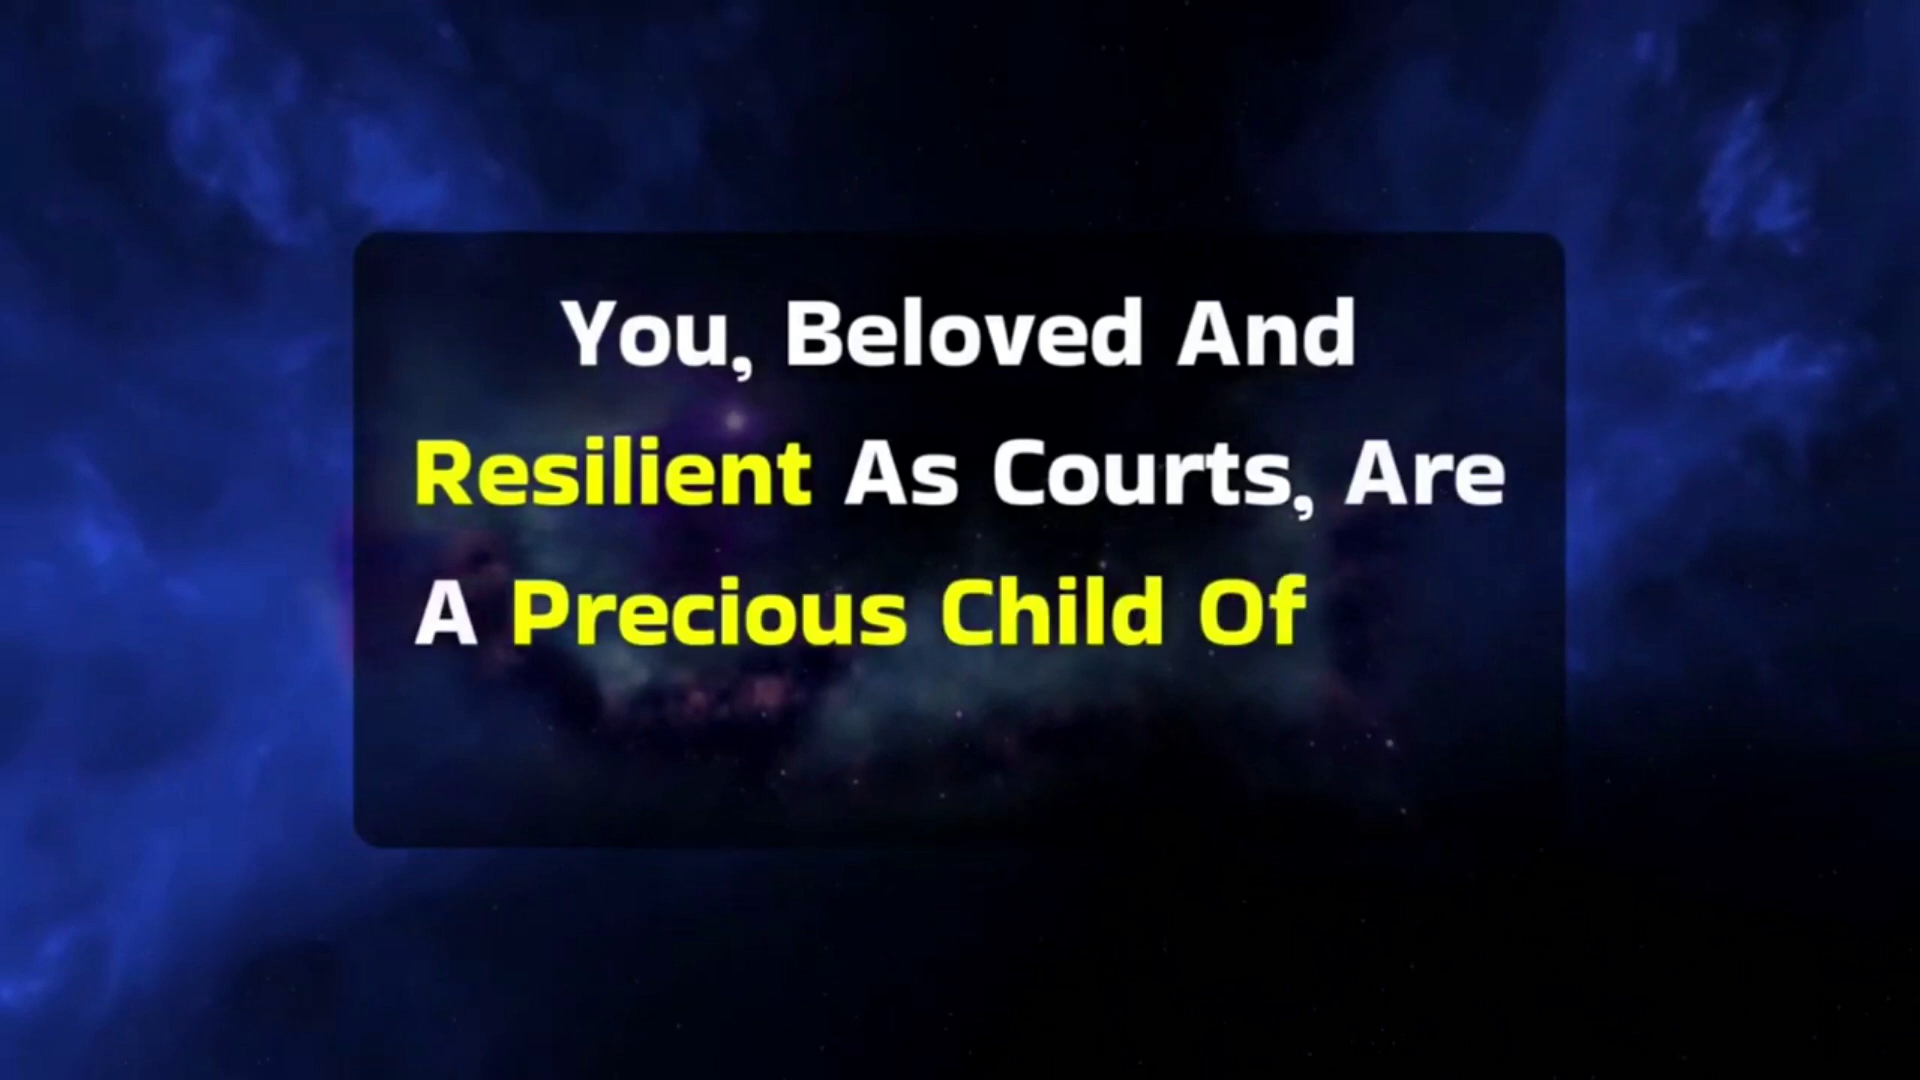 You, Beloved And
Resilient As Courts, Are
A Precious Child Of